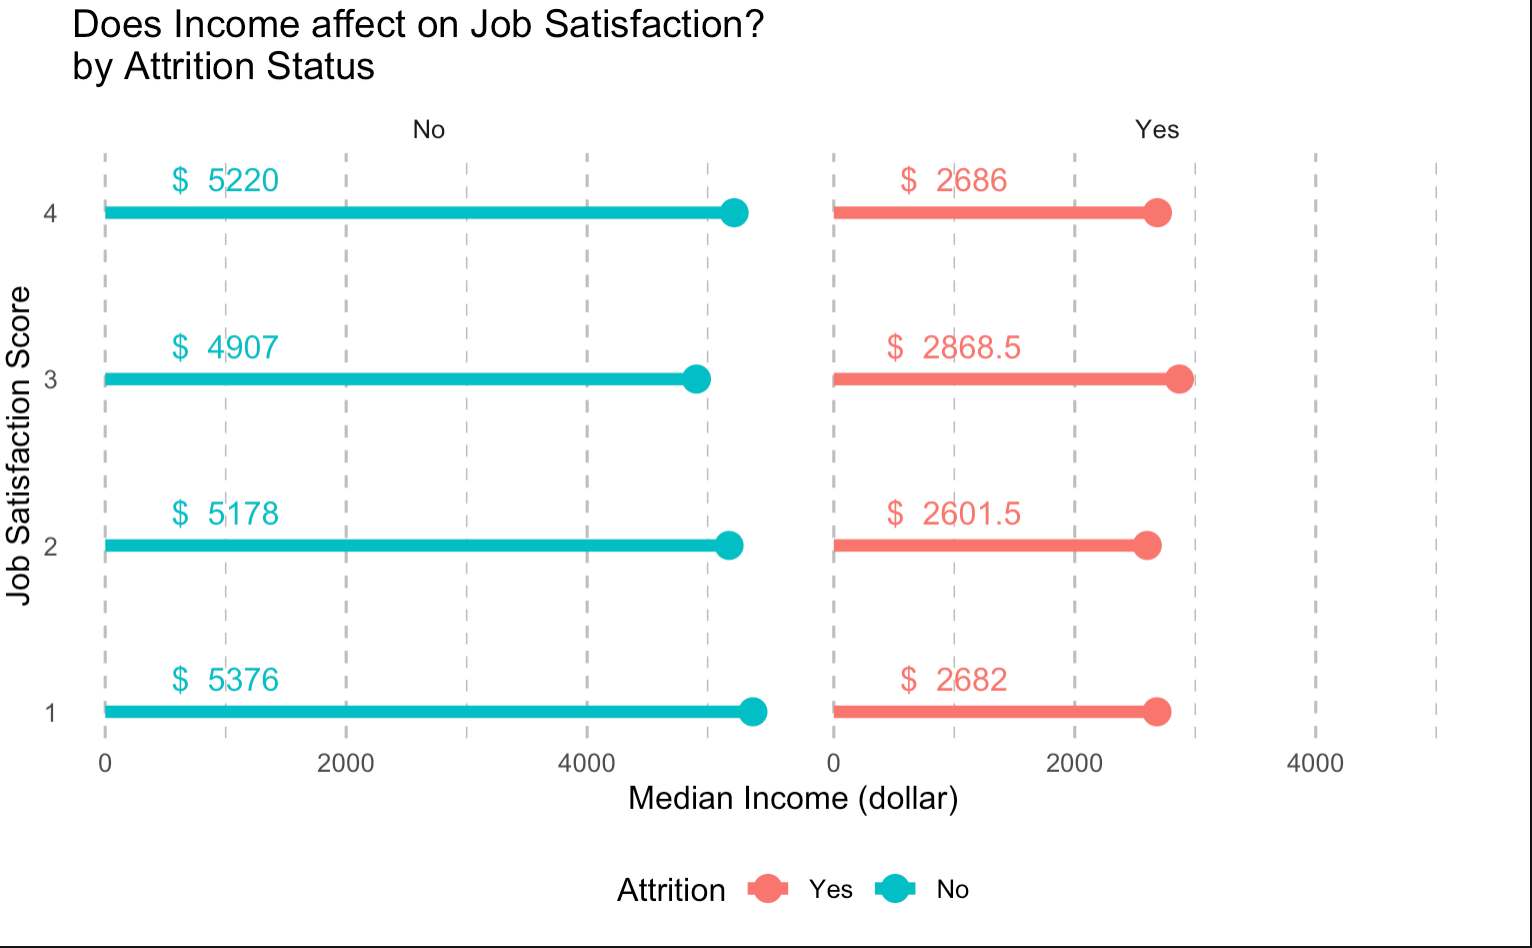 Does Income affect on Job Satisfaction?
by Attrition Status
No
Yes
Job Satisfaction Score
4
$ 5220
$ 2686
3
$ 4907
$ 2868.5
2
$ 5178
$ 2601.5
1
$ 5376
$ 2682
0 2000 4000
0 2000 4000
Median Income (dollar)
Attrition Yes No